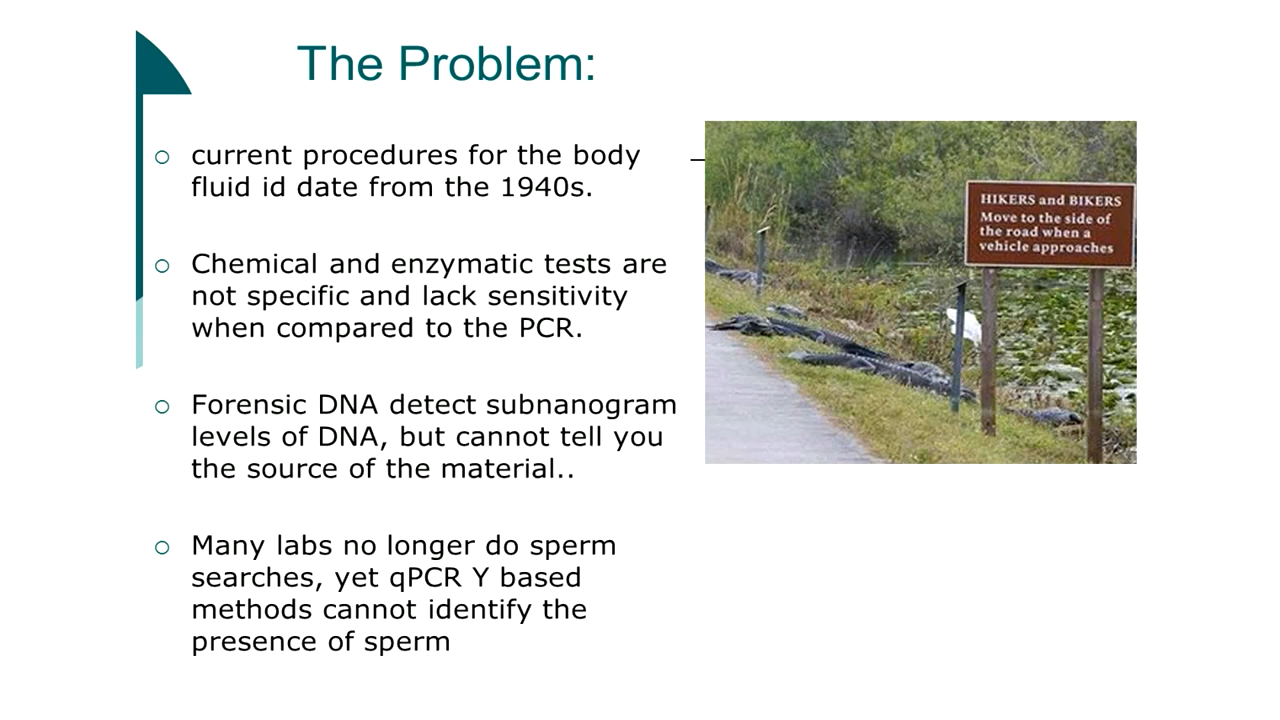 The Problem:
current procedures for the body
fluid id date from the 1940s.
Chemical and enzymatic tests are
not specific and lack sensitivity
when compared to the PCR.
Forensic DNA detect subnanogram
levels of DNA, but cannot tell you
the source of the material..
Many labs no longer do sperm
searches, yet qPCR Y based
methods cannot identify the
presence of sperm
HIKERS and BIKERS
Move to the side of
the road when a
vehicle approaches